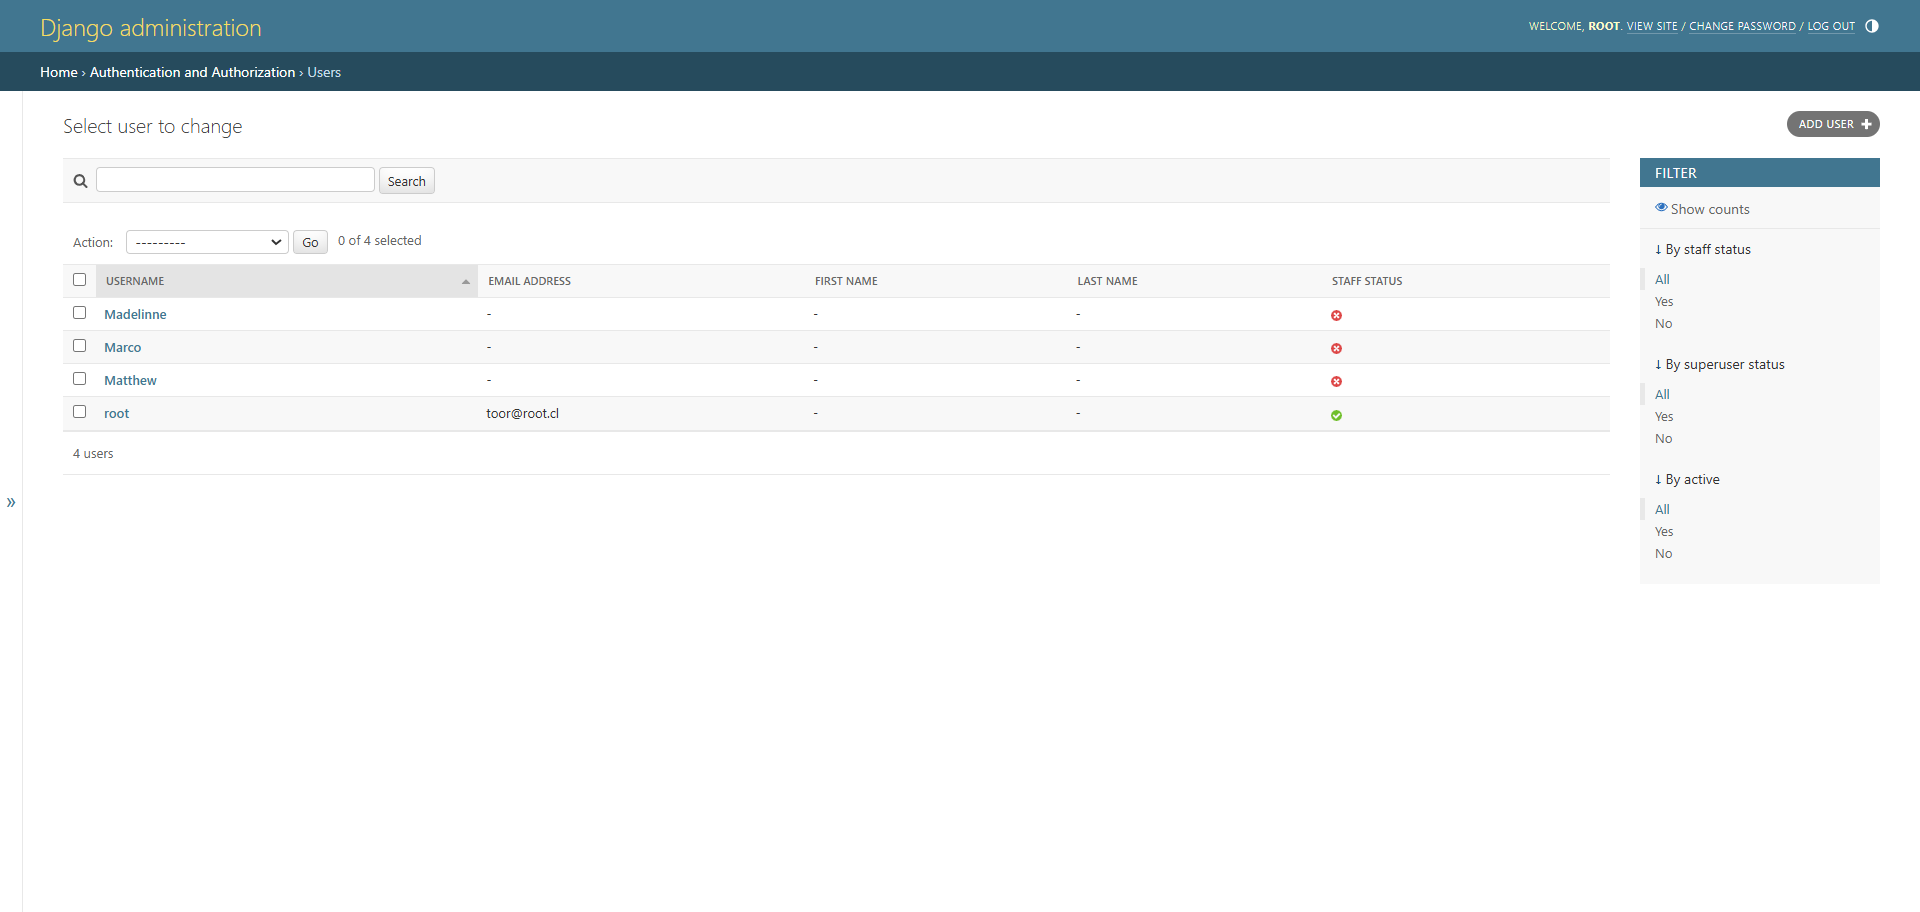 Django administration
WELCOME, ROOT. VIEW SITE / CHANGE PASSWORD / LOG OUT
Home › Authentication and Authorization › Users
Select user to change
ADD USER +
Search
Action: --------- Go 0 of 4 selected
USERNAME EMAIL ADDRESS FIRST NAME LAST NAME STAFF STATUS
Madelinne - - -
Marco - - -
Matthew - - -
root toor@root.cl - -
4 users
»
FILTER
Show counts
↓ By staff status
All
Yes
No
↓ By superuser status
All
Yes
No
↓ By active
All
Yes
No